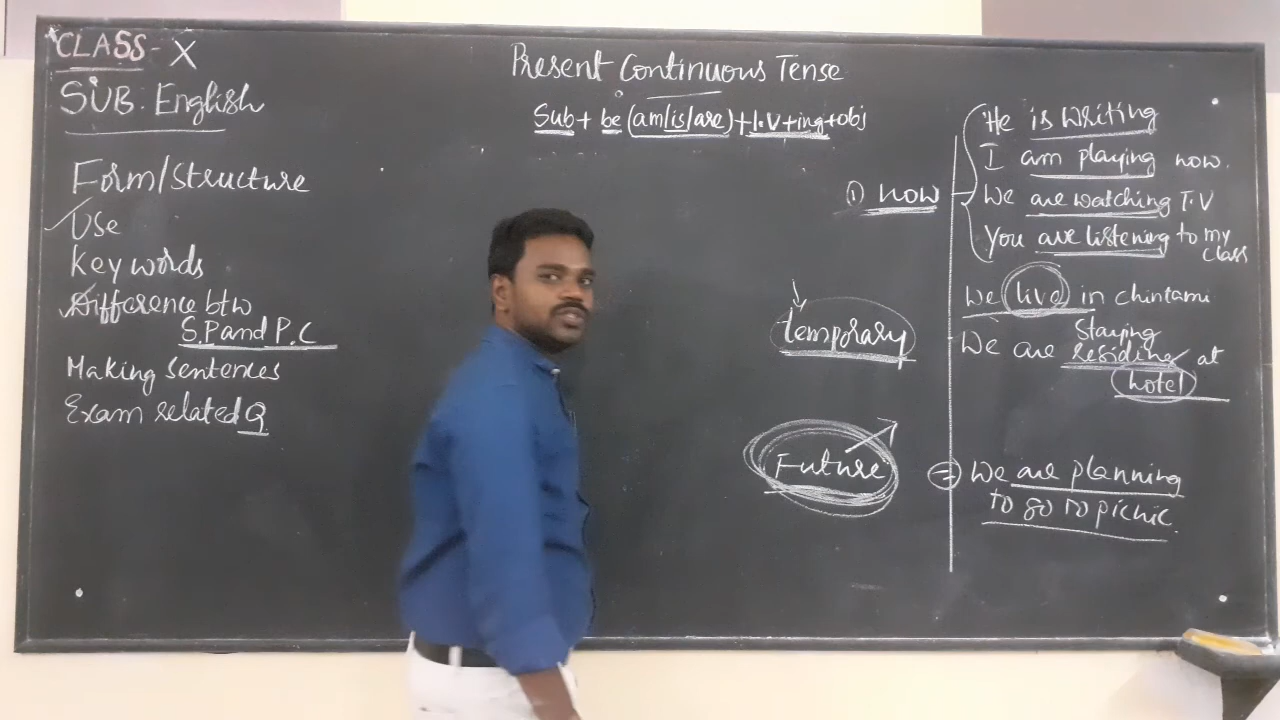 CLASS - X
SUB: English
Form/structure
Use
Key words
Difference btw
S.P and P.C
Making sentences
Exam related Q.
Present Continuous Tense
Sub + be (am/is/are) + I.V+ing + obj
① now
He is writing
I am playing now.
We are watching T.V
You are listening to my
class
temporary
We live in chintami
Staying
We are residing at
hotel
Future
We are planning
to go to picnic.